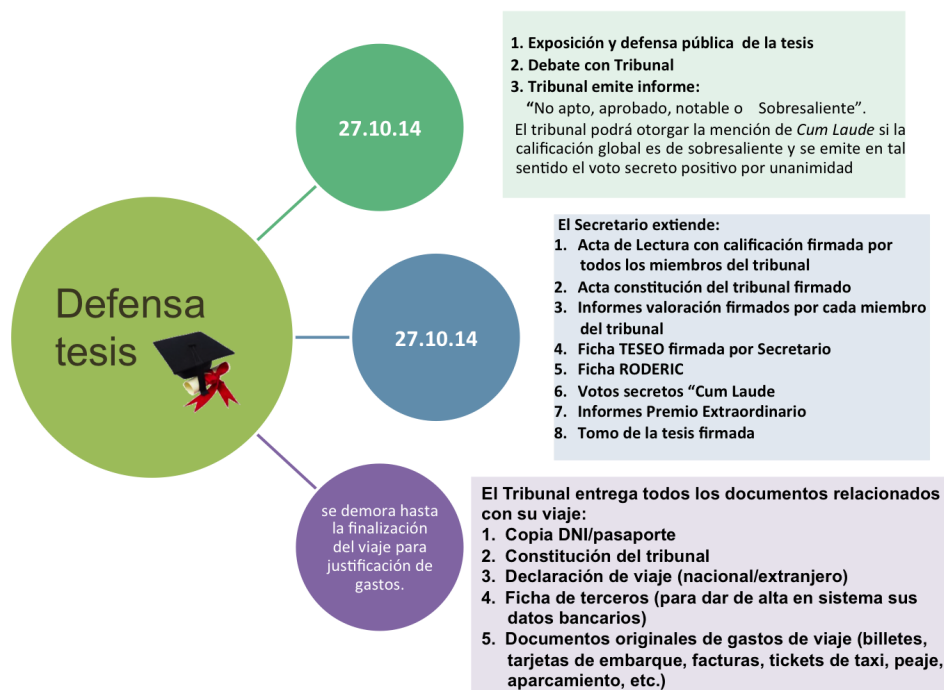 Defensa
tesis
27.10.14
1. Exposición y defensa pública de la tesis
2. Debate con Tribunal
3. Tribunal emite informe:
“No apto, aprobado, notable o Sobresaliente”.
El tribunal podrá otorgar la mención de Cum Laude si la
calificación global es de sobresaliente y se emite en tal
sentido el voto secreto positivo por unanimidad
27.10.14
El Secretario extiende:
1. Acta de Lectura con calificación firmada por
todos los miembros del tribunal
2. Acta constitución del tribunal firmado
3. Informes valoración firmados por cada miembro
del tribunal
4. Ficha TESEO firmada por Secretario
5. Ficha RODERIC
6. Votos secretos “Cum Laude
7. Informes Premio Extraordinario
8. Tomo de la tesis firmada
se demora hasta
la finalización
del viaje para
justificación de
gastos.
El Tribunal entrega todos los documentos relacionados
con su viaje:
1. Copia DNI/pasaporte
2. Constitución del tribunal
3. Declaración de viaje (nacional/extranjero)
4. Ficha de terceros (para dar de alta en sistema sus
datos bancarios)
5. Documentos originales de gastos de viaje (billetes,
tarjetas de embarque, facturas, tickets de taxi, peaje,
aparcamiento, etc.)